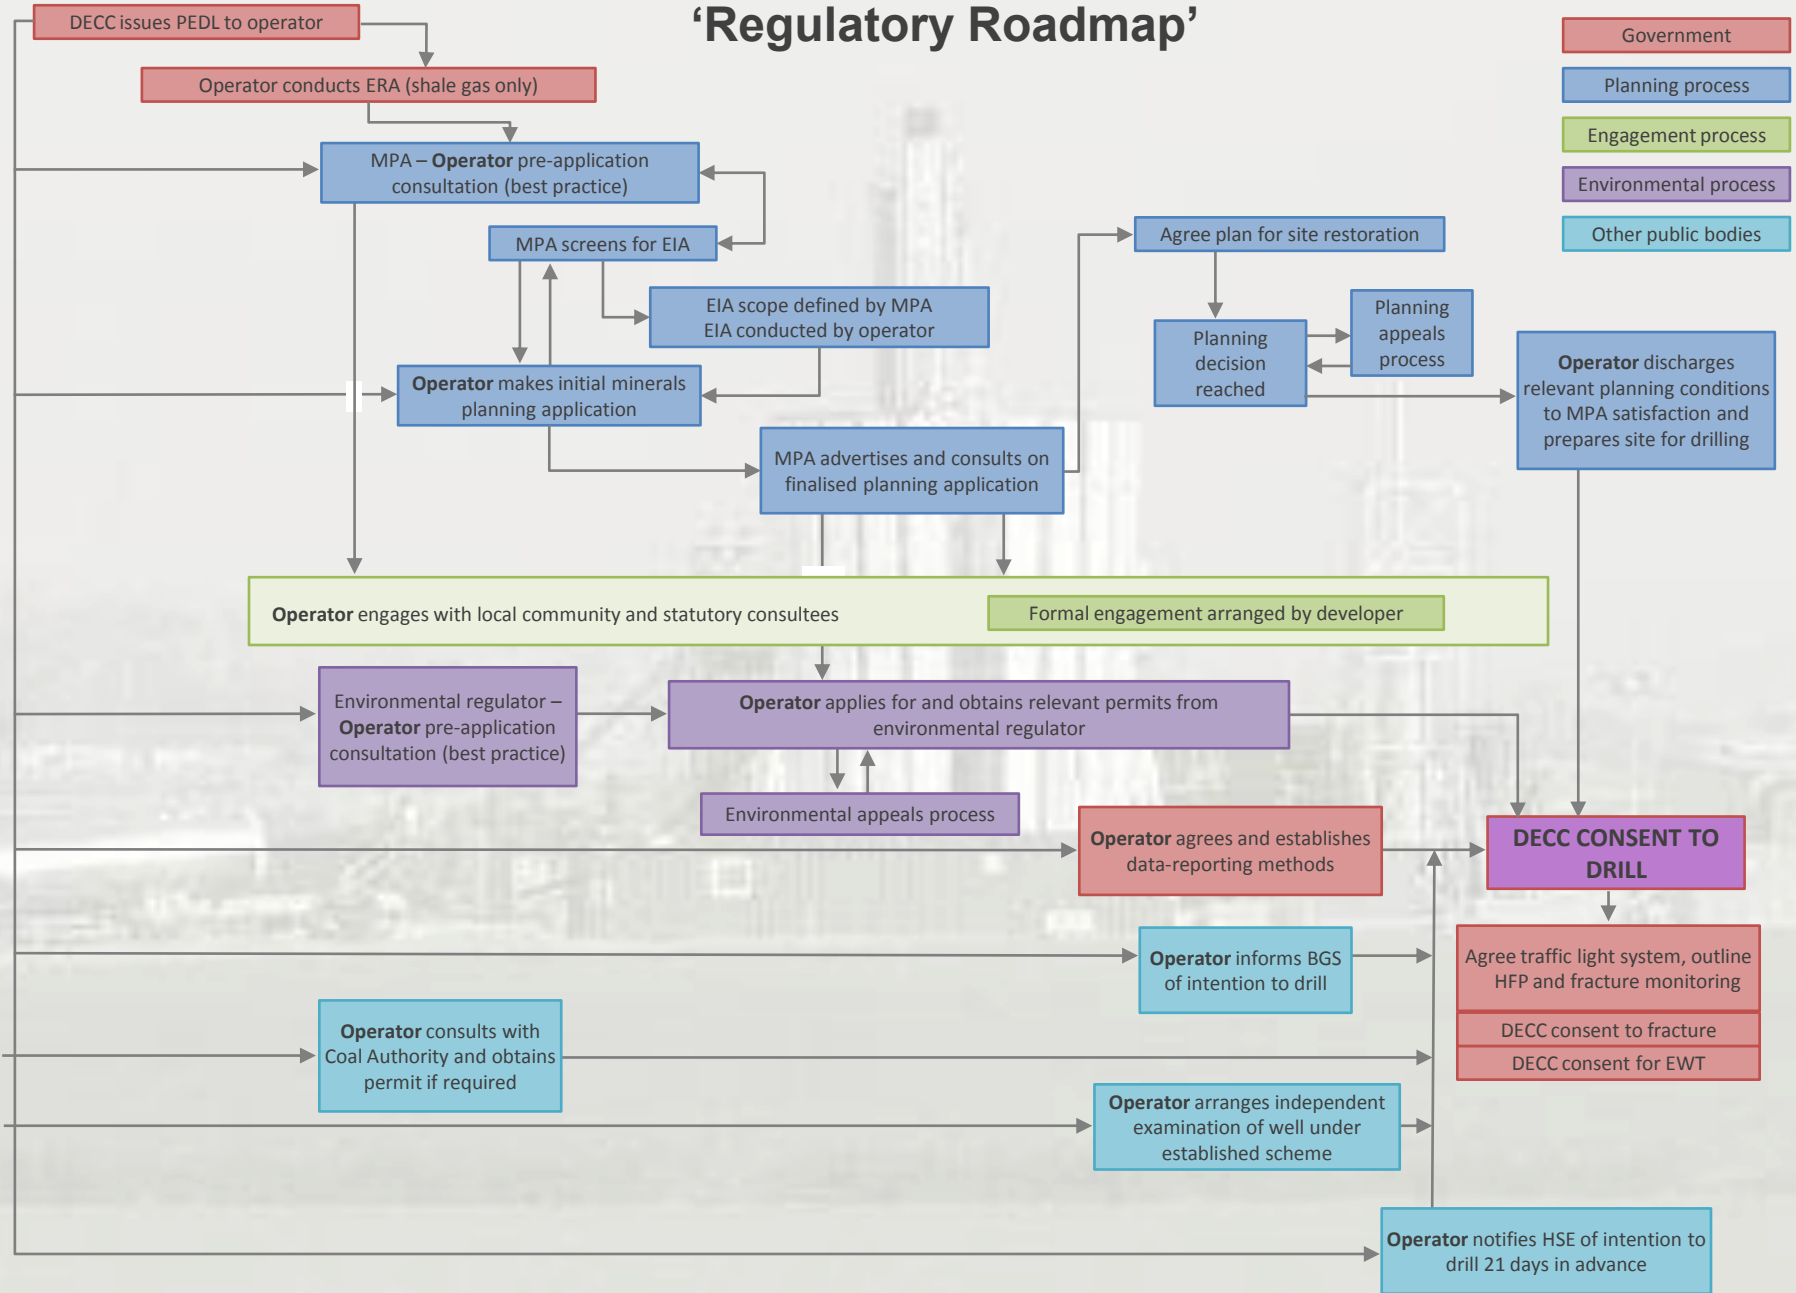 ‘Regulatory Roadmap’
DECC issues PEDL to operator
Operator conducts ERA (shale gas only)
MPA – Operator pre-application
consultation (best practice)
MPA screens for EIA
EIA scope defined by MPA
EIA conducted by operator
Operator makes initial minerals
planning application
MPA advertises and consults on
finalised planning application
Agree plan for site restoration
Planning
decision
reached
Planning
appeals
process
Operator discharges
relevant planning conditions
to MPA satisfaction and
prepares site for drilling
Government
Planning process
Engagement process
Environmental process
Other public bodies
Operator engages with local community and statutory consultees
Formal engagement arranged by developer
Environmental regulator –
Operator pre-application
consultation (best practice)
Operator applies for and obtains relevant permits from
environmental regulator
Environmental appeals process
Operator agrees and establishes
data-reporting methods
DECC CONSENT TO
DRILL
Operator informs BGS
of intention to drill
Agree traffic light system, outline
HFP and fracture monitoring
DECC consent to fracture
DECC consent for EWT
Operator consults with
Coal Authority and obtains
permit if required
Operator arranges independent
examination of well under
established scheme
Operator notifies HSE of intention to
drill 21 days in advance